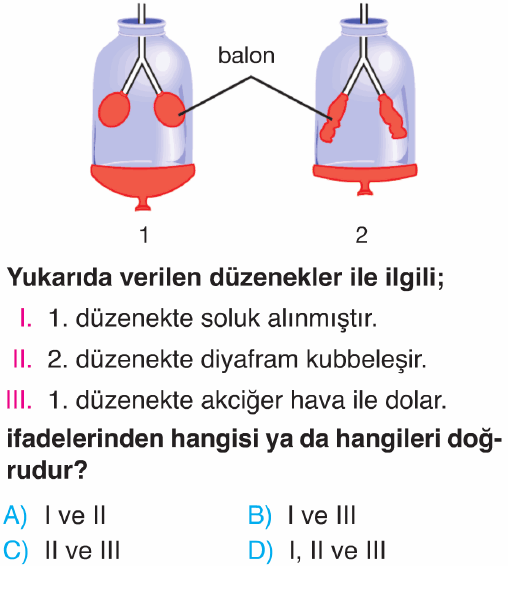 balon
1 2
Yukarıda verilen düzenekler ile ilgili;
I. 1. düzenekte soluk alınmıştır.
II. 2. düzenekte diyafram kubbeleşir.
III. 1. düzenekte akciğer hava ile dolar.
ifadelerinden hangisi ya da hangileri doğ-
rudur?
A) I ve II B) I ve III
C) II ve III D) I, II ve III